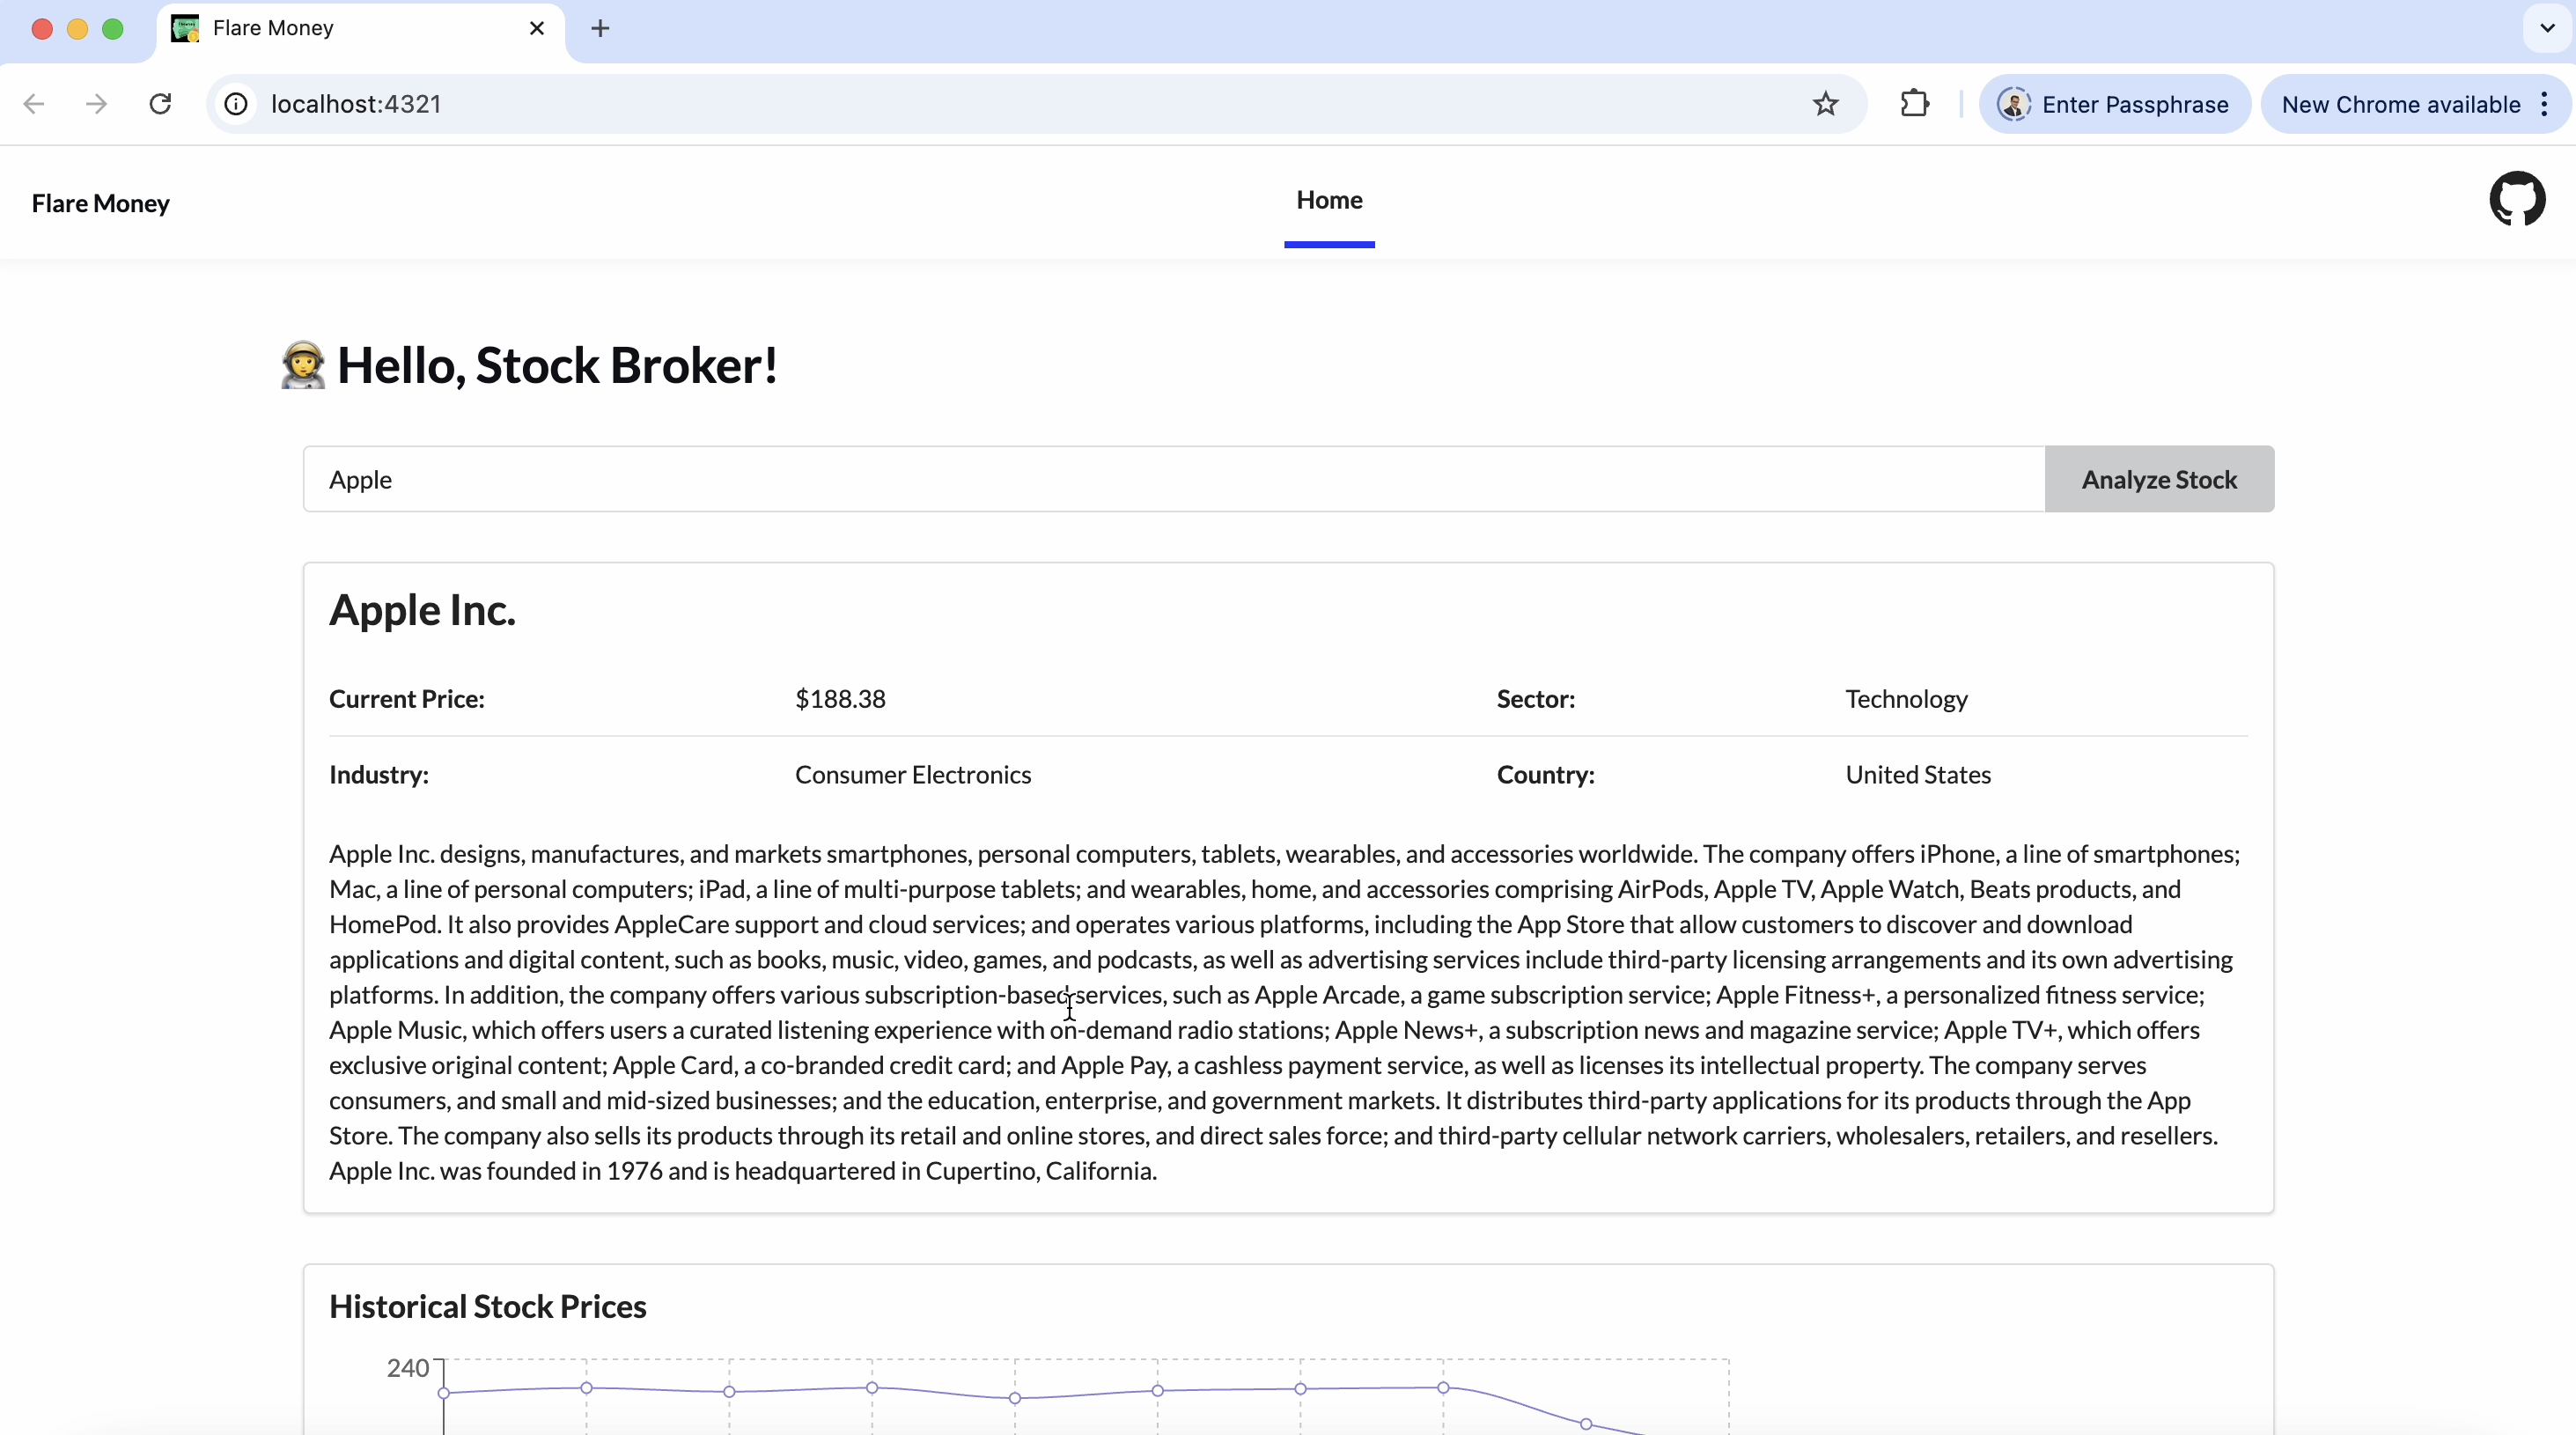 Flare Money
localhost:4321
Enter Passphrase
New Chrome available
Flare Money
Home
Hello, Stock Broker!
Apple
Analyze Stock
Apple Inc.
Current Price: $188.38 Sector: Technology
Industry: Consumer Electronics Country: United States
Apple Inc. designs, manufactures, and markets smartphones, personal computers, tablets, wearables, and accessories worldwide. The company offers iPhone, a line of smartphones;
Mac, a line of personal computers; iPad, a line of multi-purpose tablets; and wearables, home, and accessories comprising AirPods, Apple TV, Apple Watch, Beats products, and
HomePod. It also provides AppleCare support and cloud services; and operates various platforms, including the App Store that allow customers to discover and download
applications and digital content, such as books, music, video, games, and podcasts, as well as advertising services include third-party licensing arrangements and its own advertising
platforms. In addition, the company offers various subscription-based services, such as Apple Arcade, a game subscription service; Apple Fitness+, a personalized fitness service;
Apple Music, which offers users a curated listening experience with on-demand radio stations; Apple News+, a subscription news and magazine service; Apple TV+, which offers
exclusive original content; Apple Card, a co-branded credit card; and Apple Pay, a cashless payment service, as well as licenses its intellectual property. The company serves
consumers, and small and mid-sized businesses; and the education, enterprise, and government markets. It distributes third-party applications for its products through the App
Store. The company also sells its products through its retail and online stores, and direct sales force; and third-party cellular network carriers, wholesalers, retailers, and resellers.
Apple Inc. was founded in 1976 and is headquartered in Cupertino, California.
Historical Stock Prices
240